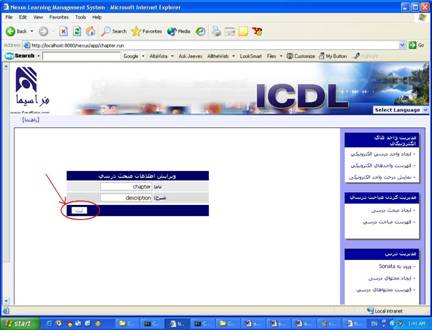 Nexus Learning Management System - Microsoft Internet Explorer
File Edit View Favorites Tools Help
Back Search Favorites Media
Address http://localhost:8080/nexus/app/chapter.run Go
Search Google AltaVista Ask Jeeves AlltheWeb LookSmart Files Customize My Button
فراسیما
ICDL
Select Language
[راهنما]
ویرایش اطلاعات مبحث درسی
نام: chapter
شرح: description
ثبت
مدیریت واحد های الکترونیکی
ایجاد واحد درسی الکترونیکی
فهرست واحدهای الکترونیکی
نمایش درخت واحد الکترونیکی
مدیریت کردن مباحث درسی
ایجاد مبحث درسی
فهرست مباحث درسی
مدیریت درس
ورود به Sonata
ایجاد محتوای درسی
فهرست محتواهای درسی
Local intranet
start